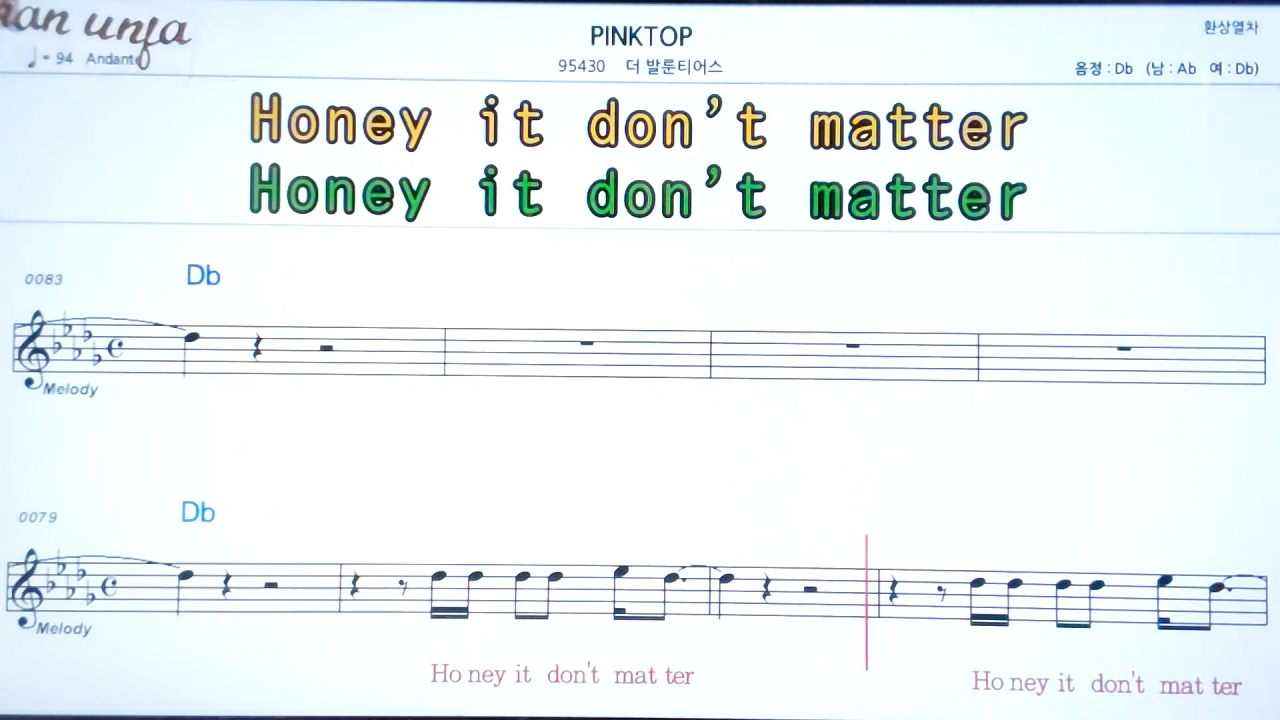 an unja
♩= 94 Andante
PINKTOP
95430 더 발룬티어스
환상열차
음정 : Db (남 : Ab 여 : Db)
Honey it don't matter
Honey it don't matter
0083
Db
Melody
0079
Db
Melody
Ho ney it don't mat ter
Ho ney it don't mat ter